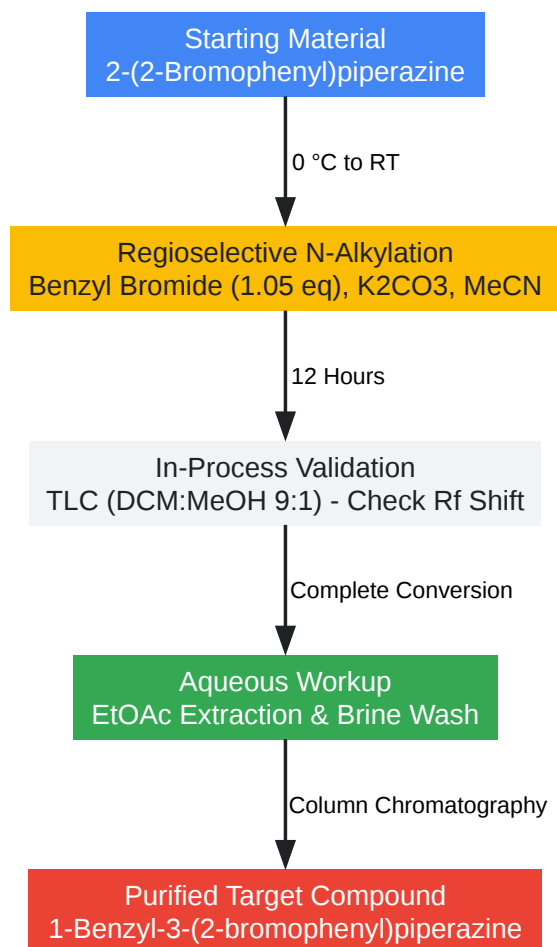 Starting Material
2-(2-Bromophenyl)piperazine
0 °C to RT
Regioselective N-Alkylation
Benzyl Bromide (1.05 eq), K2CO3, MeCN
12 Hours
In-Process Validation
TLC (DCM:MeOH 9:1) - Check Rf Shift
Complete Conversion
Aqueous Workup
EtOAc Extraction & Brine Wash
Column Chromatography
Purified Target Compound
1-Benzyl-3-(2-bromophenyl)piperazine